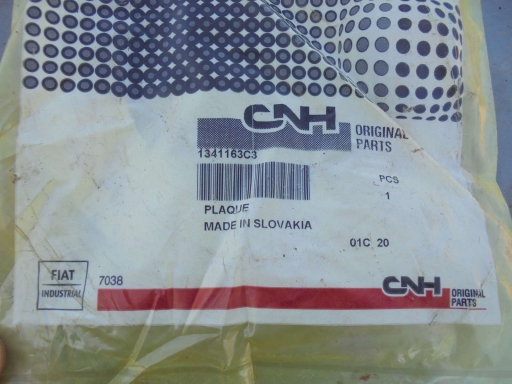 CNH
ORIGINAL
PARTS
1341163C3
PCS
1
PLAQUE
MADE IN SLOVAKIA
01C 20
FIAT
INDUSTRIAL
7038
CNH
ORIGINAL
PARTS